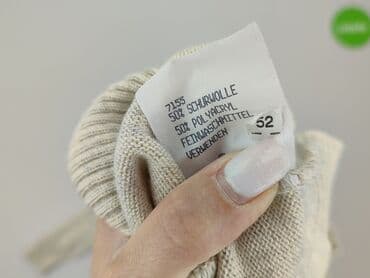 7155
50% SCHURWOLLE
50% POLYACRYL
FEINWASCHMITTEL
VERWENDEN
52